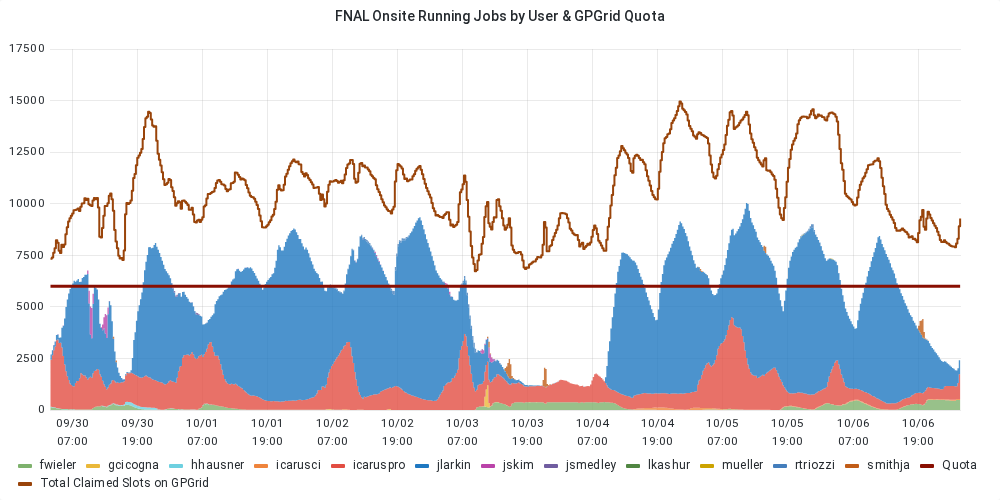 FNAL Onsite Running Jobs by User & GPGrid Quota
17500
15000
12500
10000
7500
5000
2500
0
09/30 09/30 10/01 10/01 10/02 10/02 10/03 10/03 10/04 10/04 10/05 10/05 10/06 10/06
07:00 19:00 07:00 19:00 07:00 19:00 07:00 19:00 07:00 19:00 07:00 19:00 07:00 19:00
fwieler gcicogna hhausner icarusci icaruspro jlarkin jskim jsmedley lkashur mueller rtriozzi smithja Quota
Total Claimed Slots on GPGrid